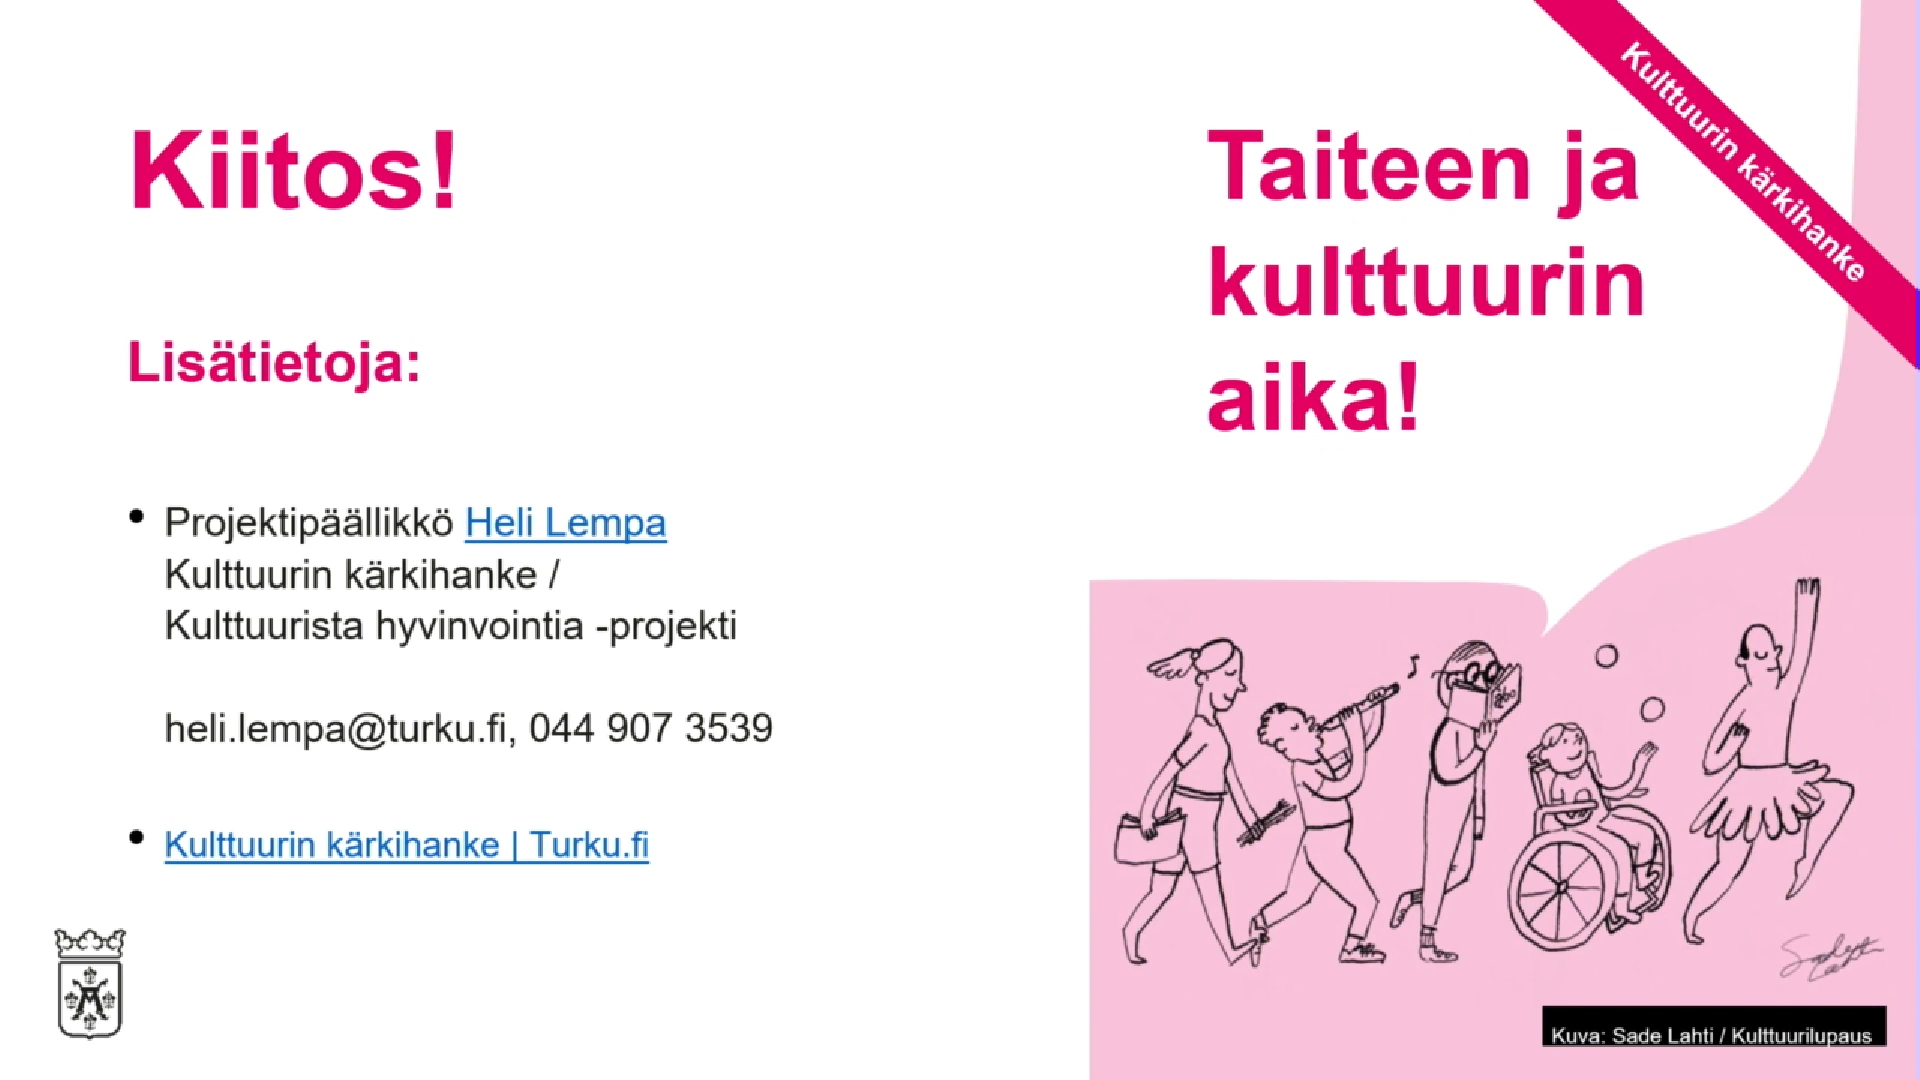 Kiitos!
Lisätietoja:
• Projektipäällikkö Heli Lempa
Kulttuurin kärkihanke /
Kulttuurista hyvinvointia -projekti
heli.lempa@turku.fi, 044 907 3539
• Kulttuurin kärkihanke | Turku.fi
Taiteen ja
kulttuurin
aika!
Kulttuurin kärkihanke
Kuva: Sade Lahti / Kulttuurilupaus